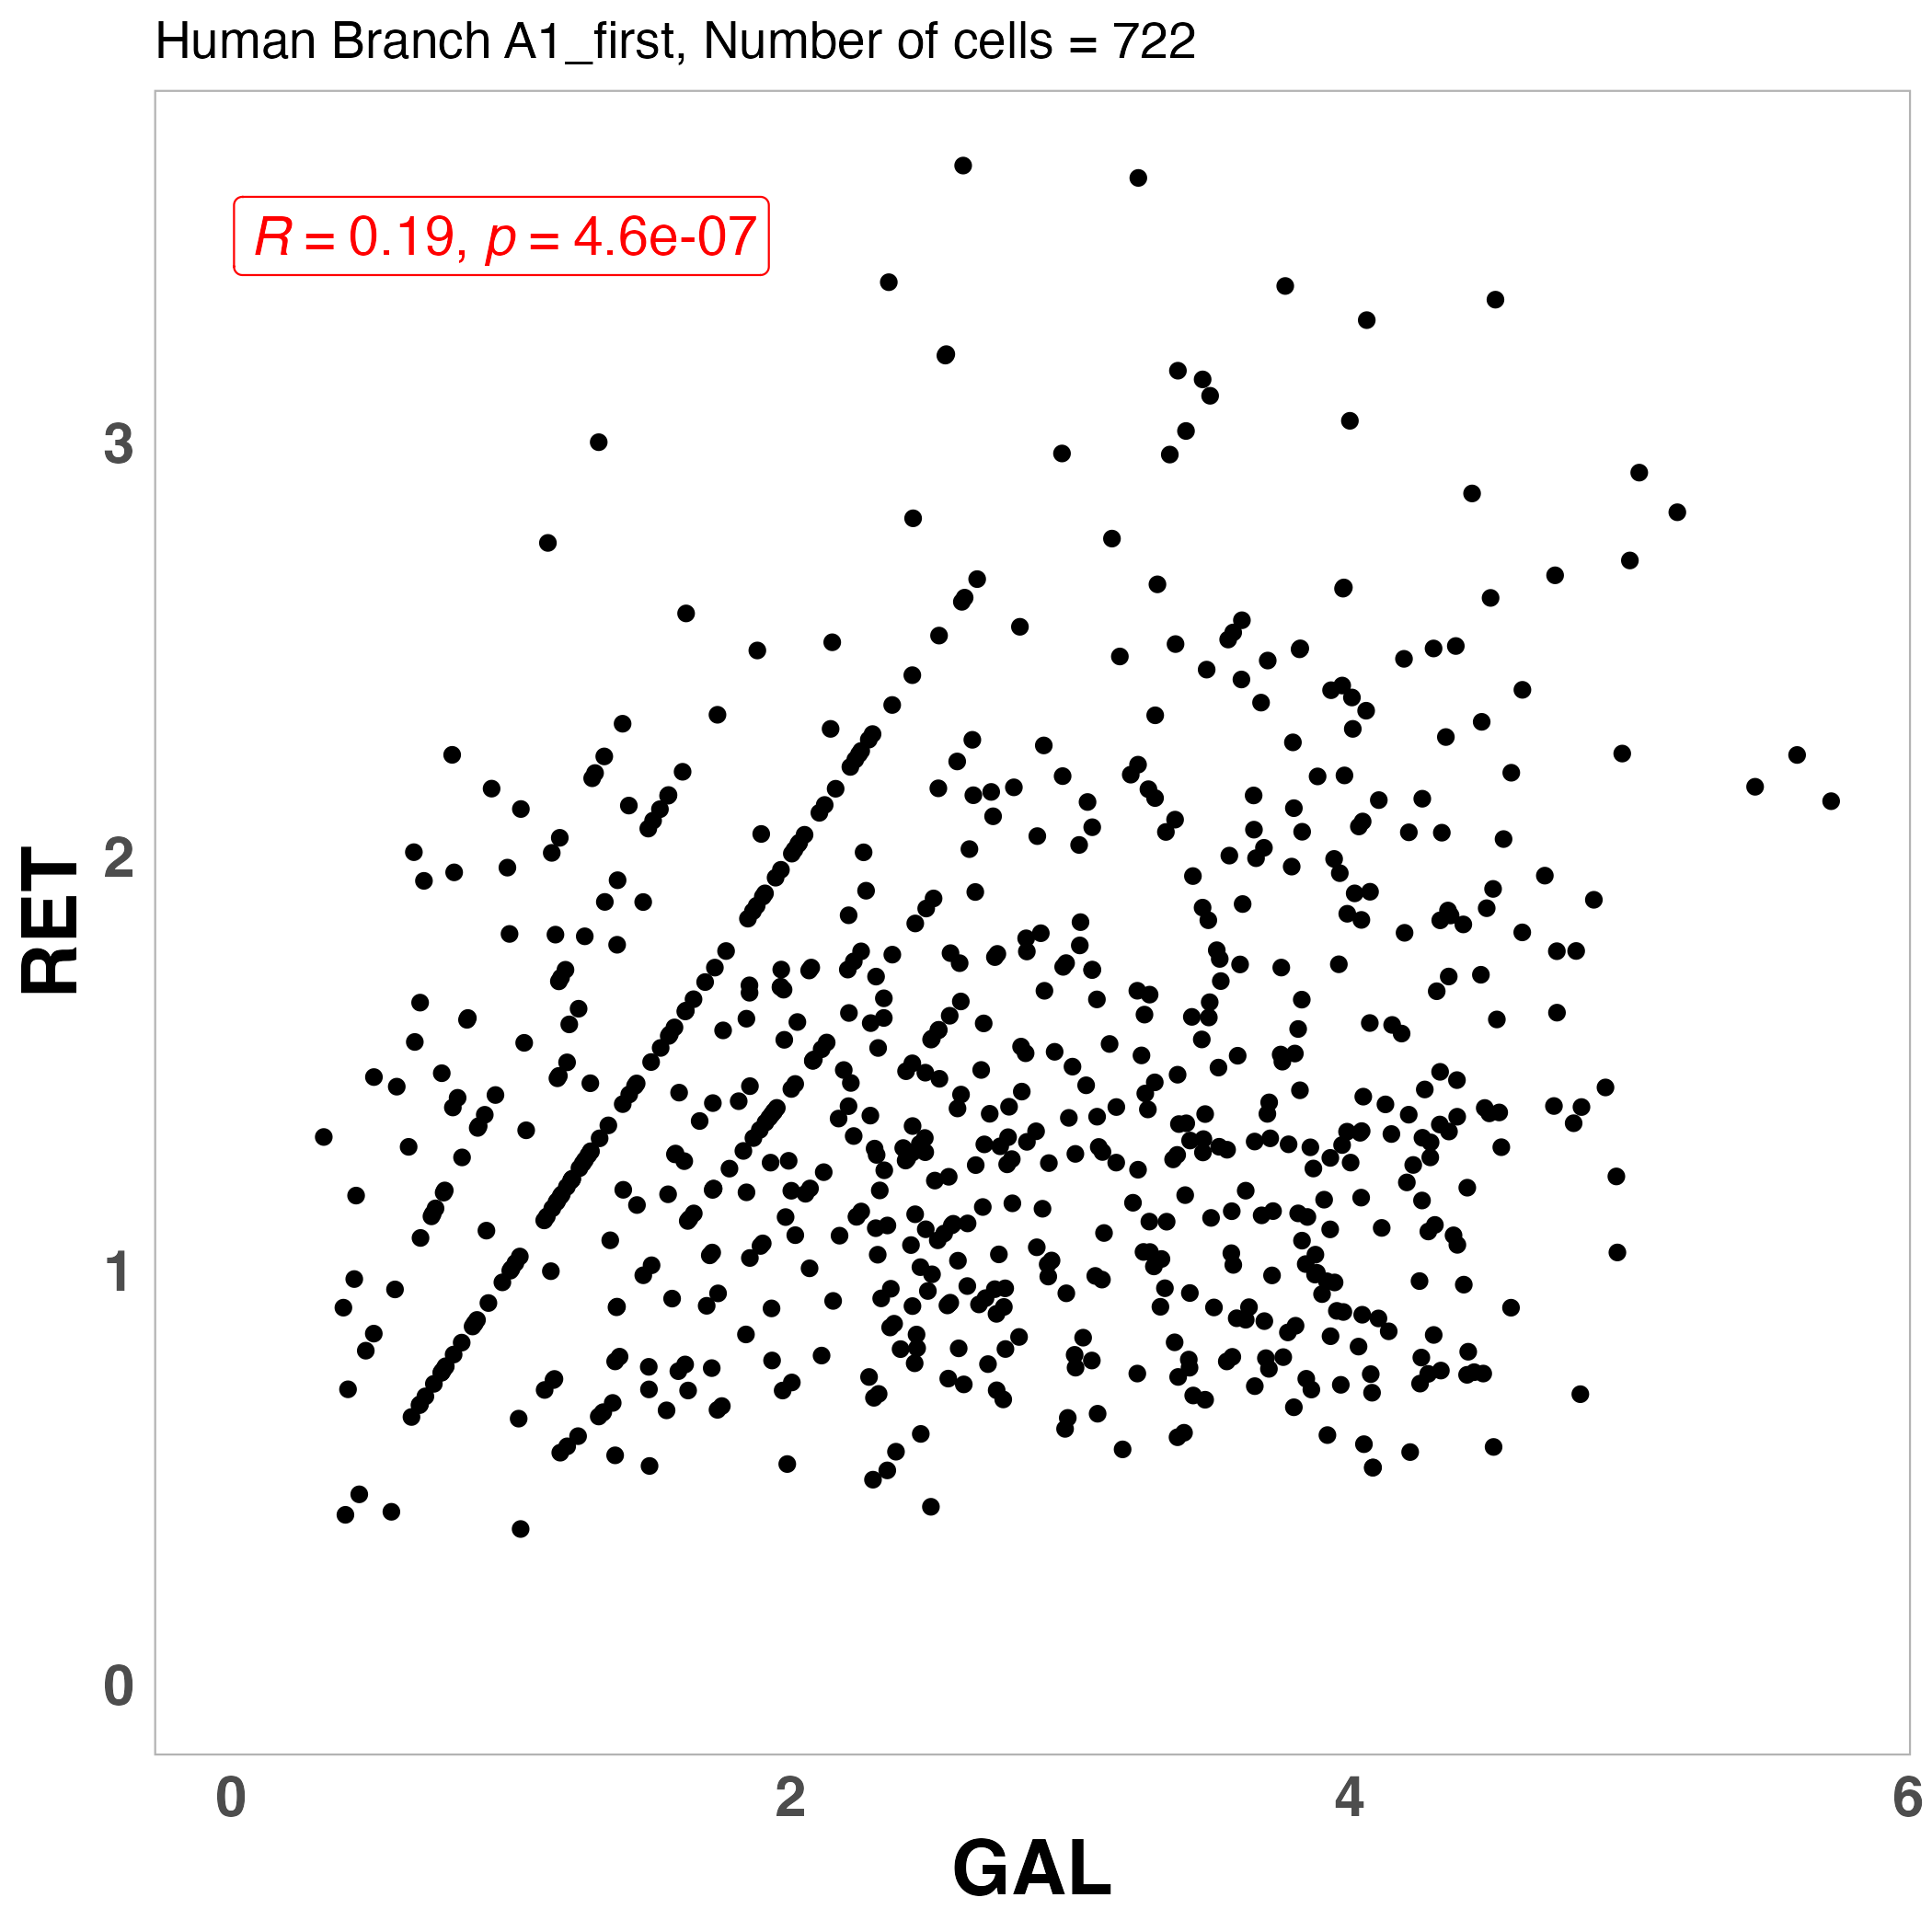 Human Branch A1_first, Number of cells = 722
R = 0.19, p = 4.6e-07
3
2
1
0
RET
0 2 4 6
GAL